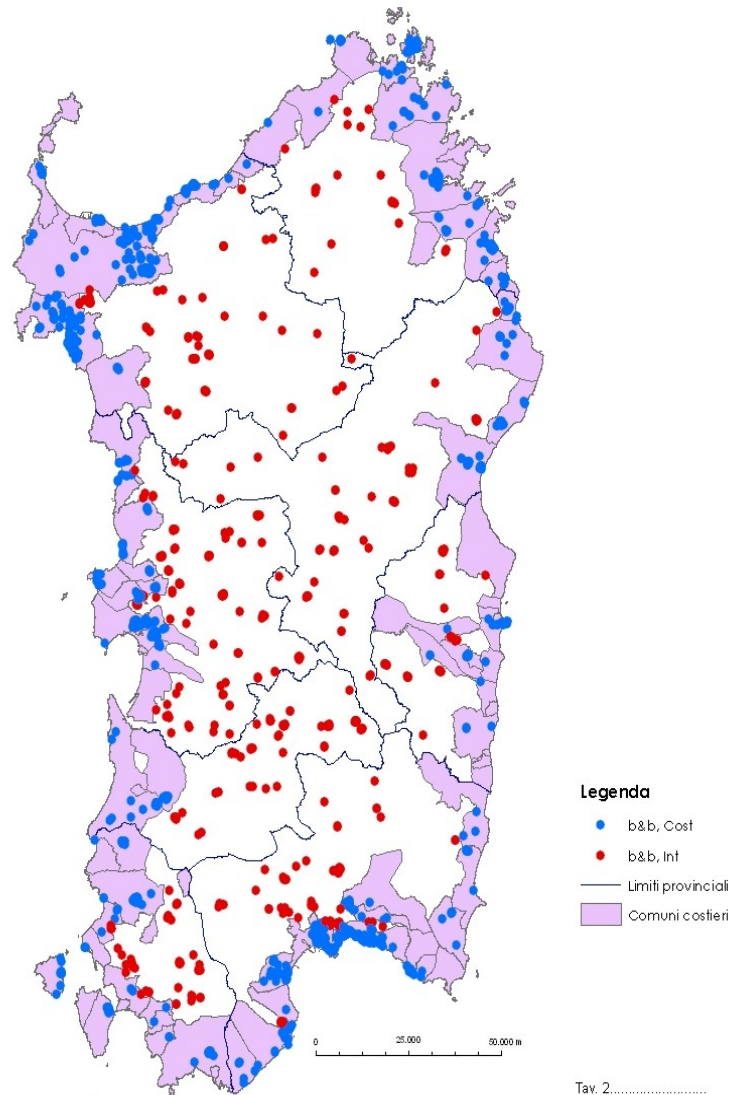 Legenda
b&b, Cost
b&b, Int
Limiti provinciali
Comuni costieri
0 25.000 50.000 m
Tav. 2........................